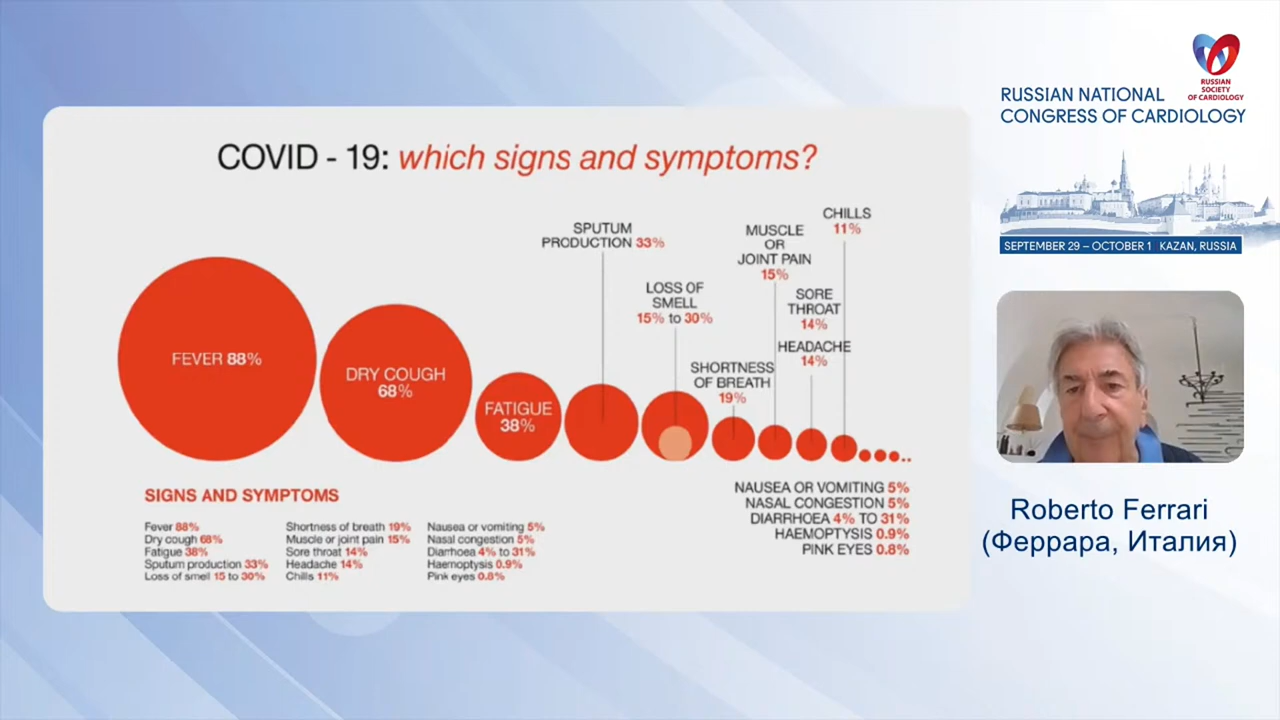 COVID - 19: which signs and symptoms?
FEVER 88%
DRY COUGH
68%
FATIGUE
38%
SPUTUM
PRODUCTION 33%
LOSS OF
SMELL
15% to 30%
SHORTNESS
OF BREATH
19%
MUSCLE
OR
JOINT PAIN
15%
SORE
THROAT
14%
HEADACHE
14%
CHILLS
11%
NAUSEA OR VOMITING 5%
NASAL CONGESTION 5%
DIARRHOEA 4% TO 31%
HAEMOPTYSIS 0.9%
PINK EYES 0.8%
SIGNS AND SYMPTOMS
Fever 88%
Dry cough 68%
Fatigue 38%
Sputum production 33%
Loss of smell 15 to 30%
Shortness of breath 19%
Muscle or joint pain 15%
Sore throat 14%
Headache 14%
Chills 11%
Nausea or vomiting 5%
Nasal congestion 5%
Diarrhoea 4% to 31%
Haemoptysis 0.9%
Pink eyes 0.8%
RUSSIAN
SOCIETY
OF CARDIOLOGY
RUSSIAN NATIONAL
CONGRESS OF CARDIOLOGY
SEPTEMBER 29 – OCTOBER 1 KAZAN, RUSSIA
Roberto Ferrari
(Феррара, Италия)